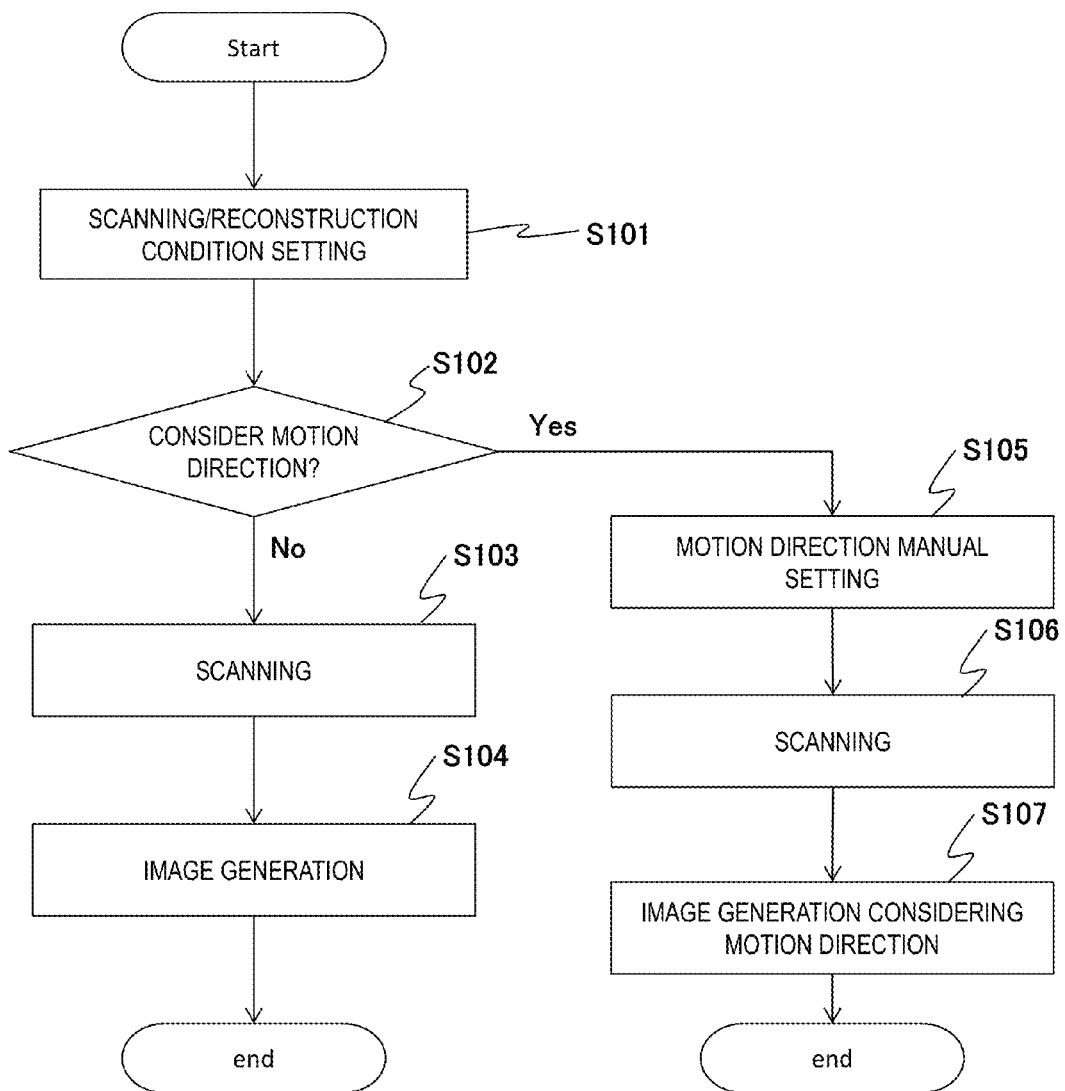 Start
SCANNING/RECONSTRUCTION
CONDITION SETTING
S101
S102
CONSIDER MOTION
DIRECTION?
Yes
No
S103
SCANNING
S104
IMAGE GENERATION
end
S105
MOTION DIRECTION MANUAL
SETTING
S106
SCANNING
S107
IMAGE GENERATION CONSIDERING
MOTION DIRECTION
end